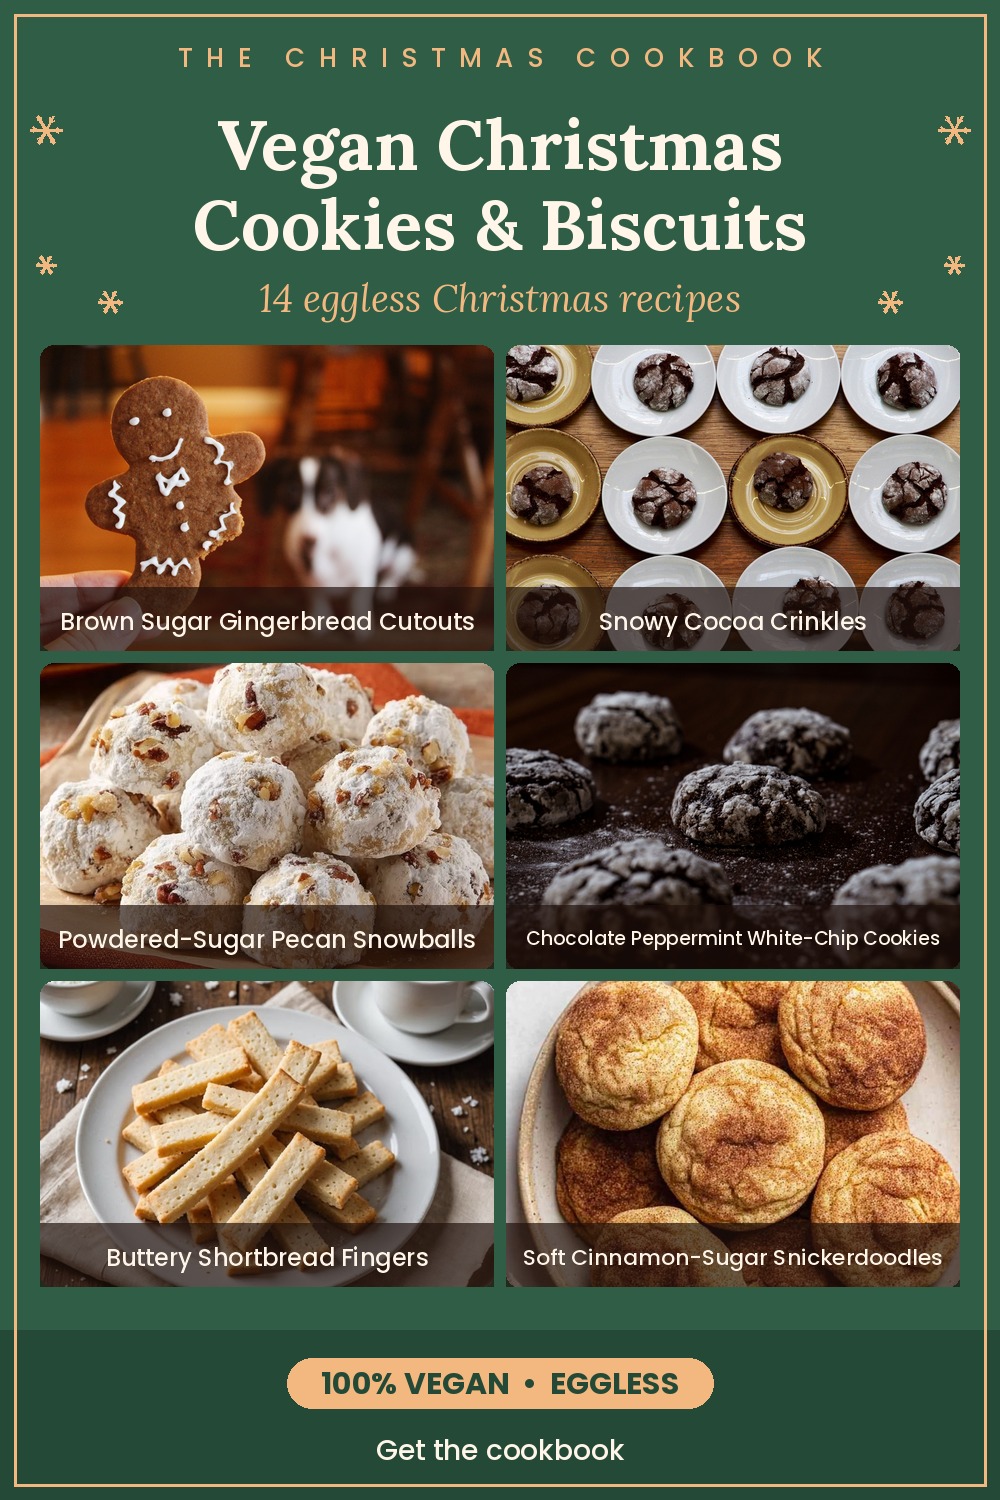 THE CHRISTMAS COOKBOOK
Vegan Christmas
Cookies & Biscuits
14 eggless Christmas recipes
Brown Sugar Gingerbread Cutouts
Snowy Cocoa Crinkles
Powdered-Sugar Pecan Snowballs
Chocolate Peppermint White-Chip Cookies
Buttery Shortbread Fingers
Soft Cinnamon-Sugar Snickerdoodles
100% VEGAN • EGGLESS
Get the cookbook